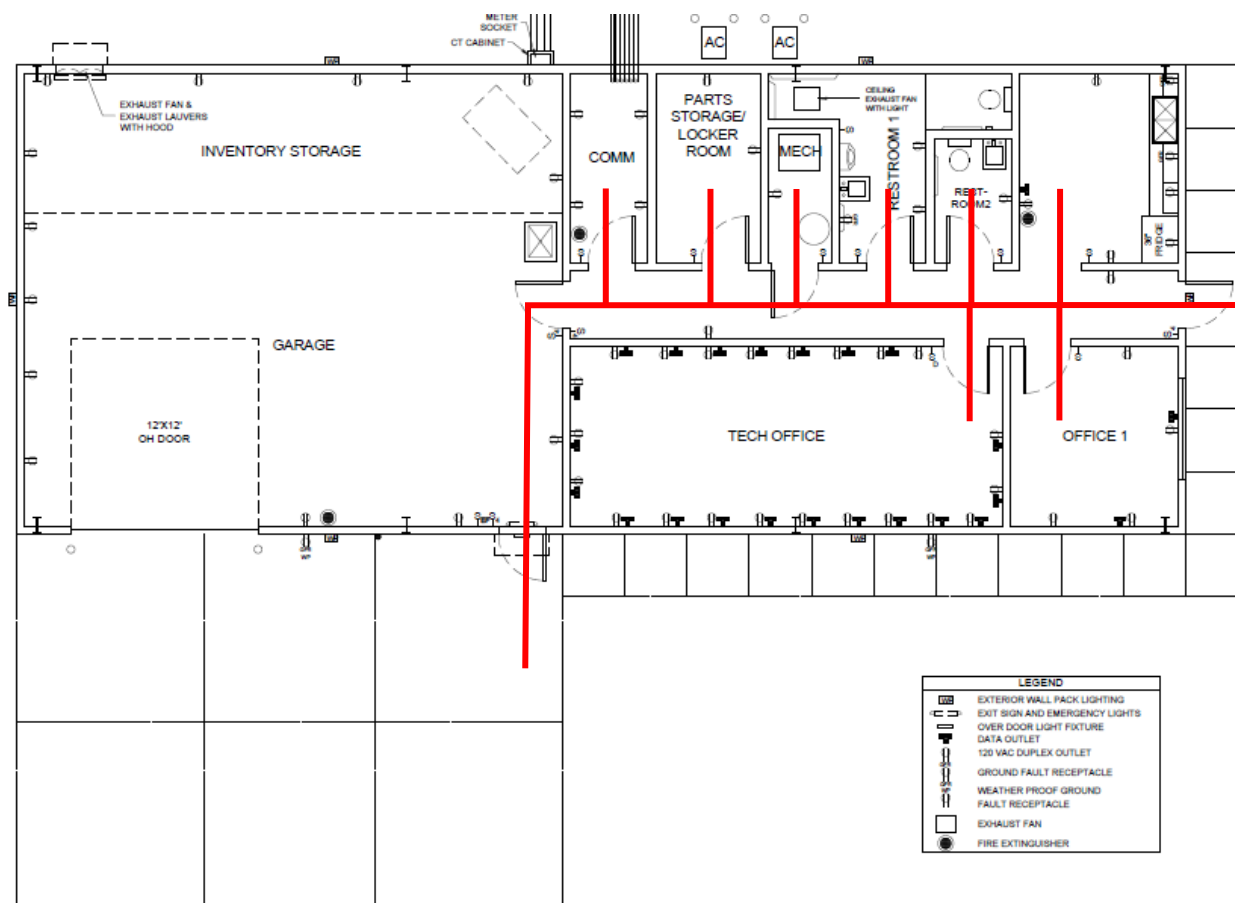 METER
SOCKET
CT CABINET
AC
AC
WP
WP
EXHAUST FAN &
EXHAUST LAUVERS
WITH HOOD
CEILING
EXHAUST FAN
WITH LIGHT
PARTS
STORAGE/
LOCKER
ROOM
INVENTORY STORAGE
COMM
MECH
RESTROOM 1
REST-
ROOM2
36"
FRIDGE
GARAGE
12'X12'
OH DOOR
TECH OFFICE
OFFICE 1
LEGEND
EXTERIOR WALL PACK LIGHTING
EXIT SIGN AND EMERGENCY LIGHTS
OVER DOOR LIGHT FIXTURE
DATA OUTLET
120 VAC DUPLEX OUTLET
GROUND FAULT RECEPTACLE
WEATHER PROOF GROUND
FAULT RECEPTACLE
EXHAUST FAN
FIRE EXTINGUISHER